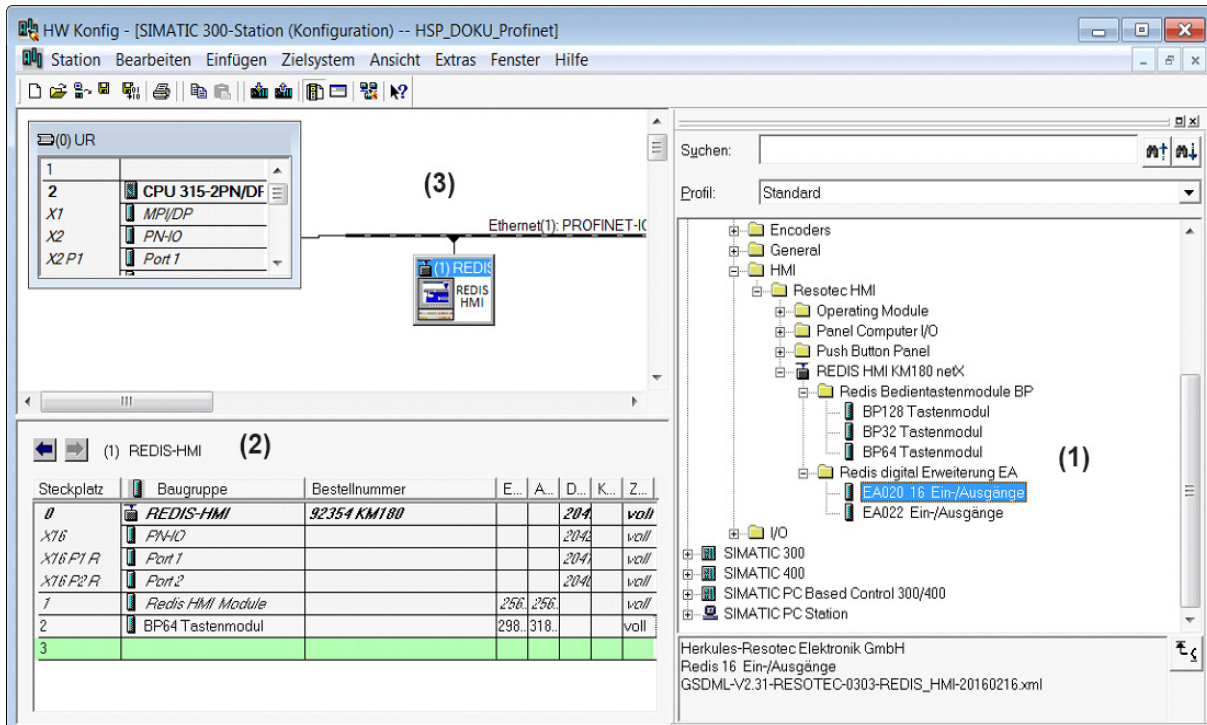 HW Konfig - [SIMATIC 300-Station (Konfiguration) -- HSP_DOKU_Profinet]
Station Bearbeiten Einfügen Zielsystem Ansicht Extras Fenster Hilfe
(0) UR
1
2 CPU 315-2PN/DP
X1 MPI/DP
X2 PN-IO
X2 P1 Port 1
(3)
Ethernet(1): PROFINET-IO
(1) REDIS
REDIS
HMI
(1) REDIS-HMI
(2)
Steckplatz Baugruppe Bestellnummer E... A... D... K... Z...
0 REDIS-HMI 92354 KM180 204. voll
X16 PN-IO 2042 voll
X16 P1 R Port 1 2041 voll
X16 P2 R Port 2 2040 voll
1 Redis HMI Module 256.. 256.. voll
2 BP64 Tastenmodul 298.. 318.. voll
3
Suchen:
Profil: Standard
Encoders
General
HMI
Resotec HMI
Operating Module
Panel Computer I/O
Push Button Panel
REDIS HMI KM180 netX
Redis Bedientastenmodule BP
BP128 Tastenmodul
BP32 Tastenmodul
BP64 Tastenmodul
Redis digital Erweiterung EA
EA020 16 Ein-/Ausgänge
EA022 Ein-/Ausgänge
(1)
I/O
SIMATIC 300
SIMATIC 400
SIMATIC PC Based Control 300/400
SIMATIC PC Station
Herkules-Resotec Elektronik GmbH
Redis 16 Ein-/Ausgänge
GSDML-V2.31-RESOTEC-0303-REDIS_HMI-20160216.xml